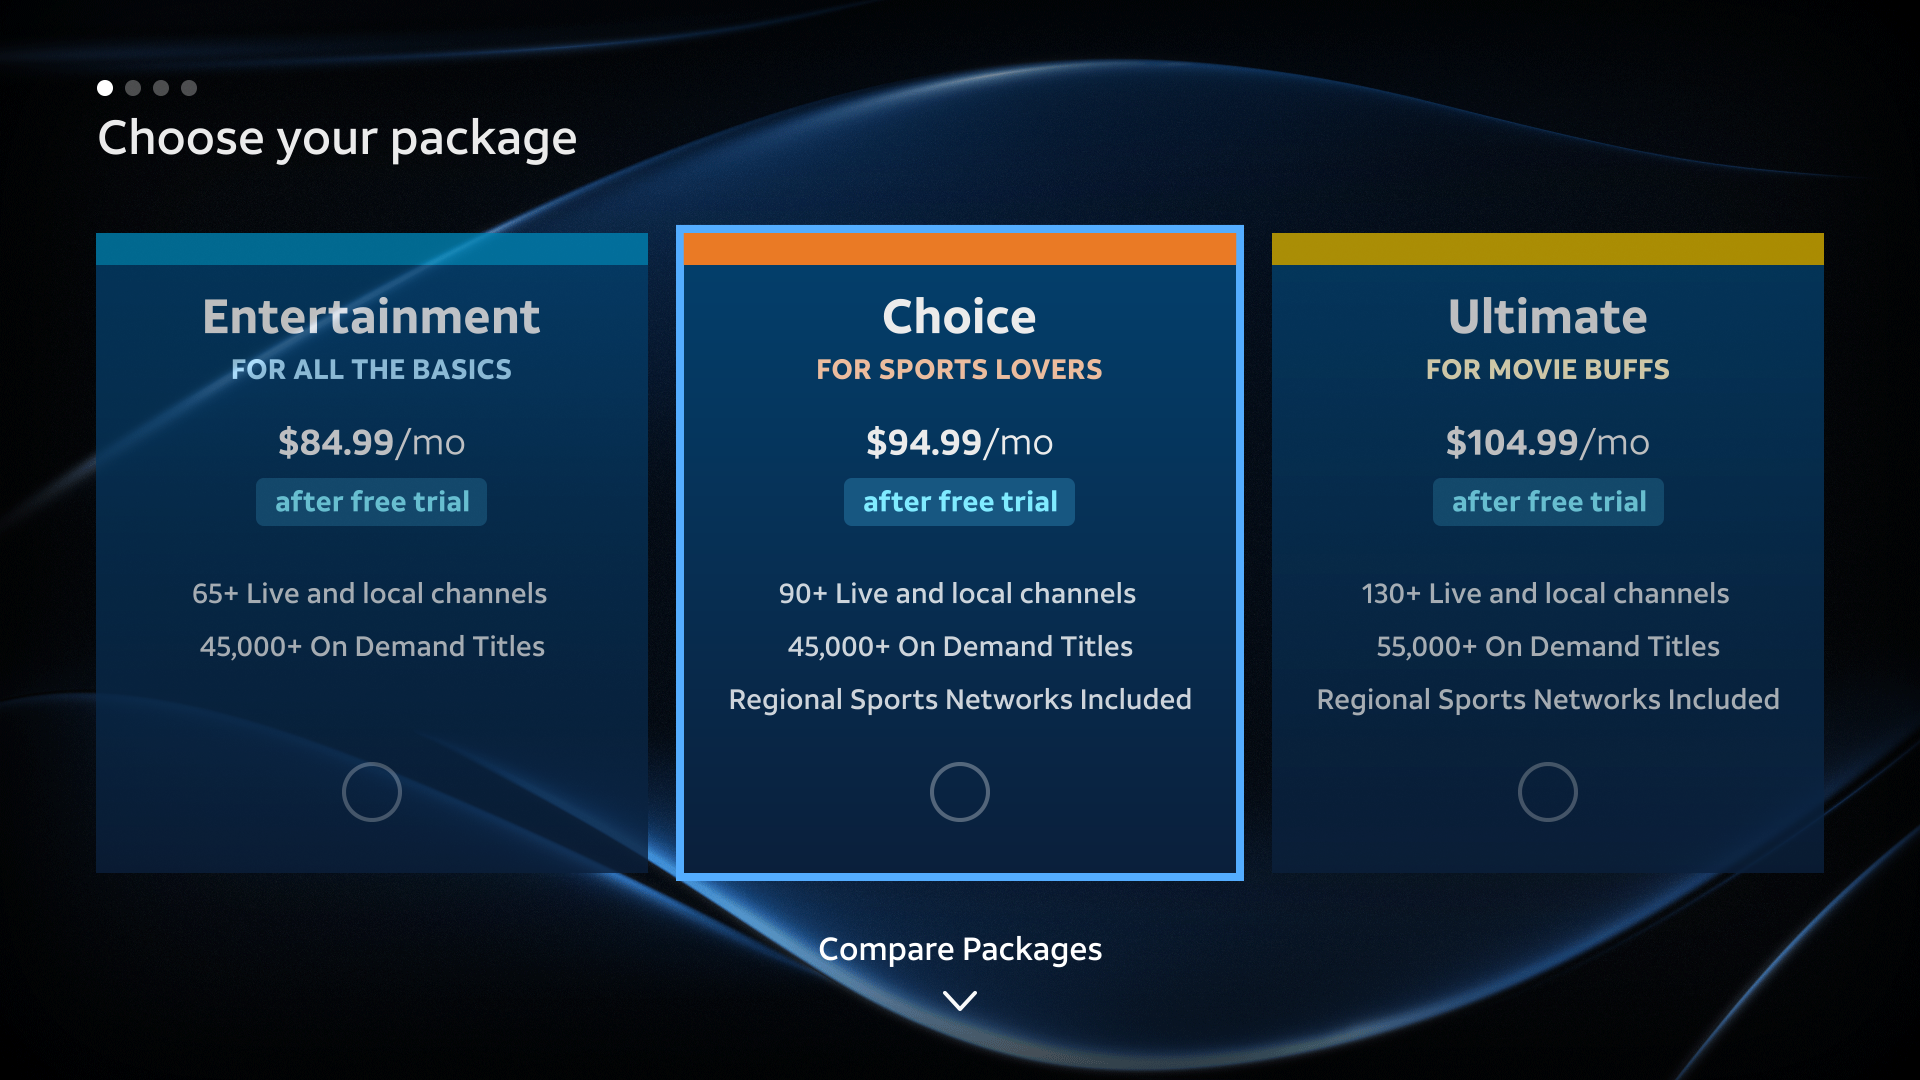 Choose your package
Entertainment
FOR ALL THE BASICS
$84.99/mo
after free trial
65+ Live and local channels
45,000+ On Demand Titles
Choice
FOR SPORTS LOVERS
$94.99/mo
after free trial
90+ Live and local channels
45,000+ On Demand Titles
Regional Sports Networks Included
Ultimate
FOR MOVIE BUFFS
$104.99/mo
after free trial
130+ Live and local channels
55,000+ On Demand Titles
Regional Sports Networks Included
Compare Packages